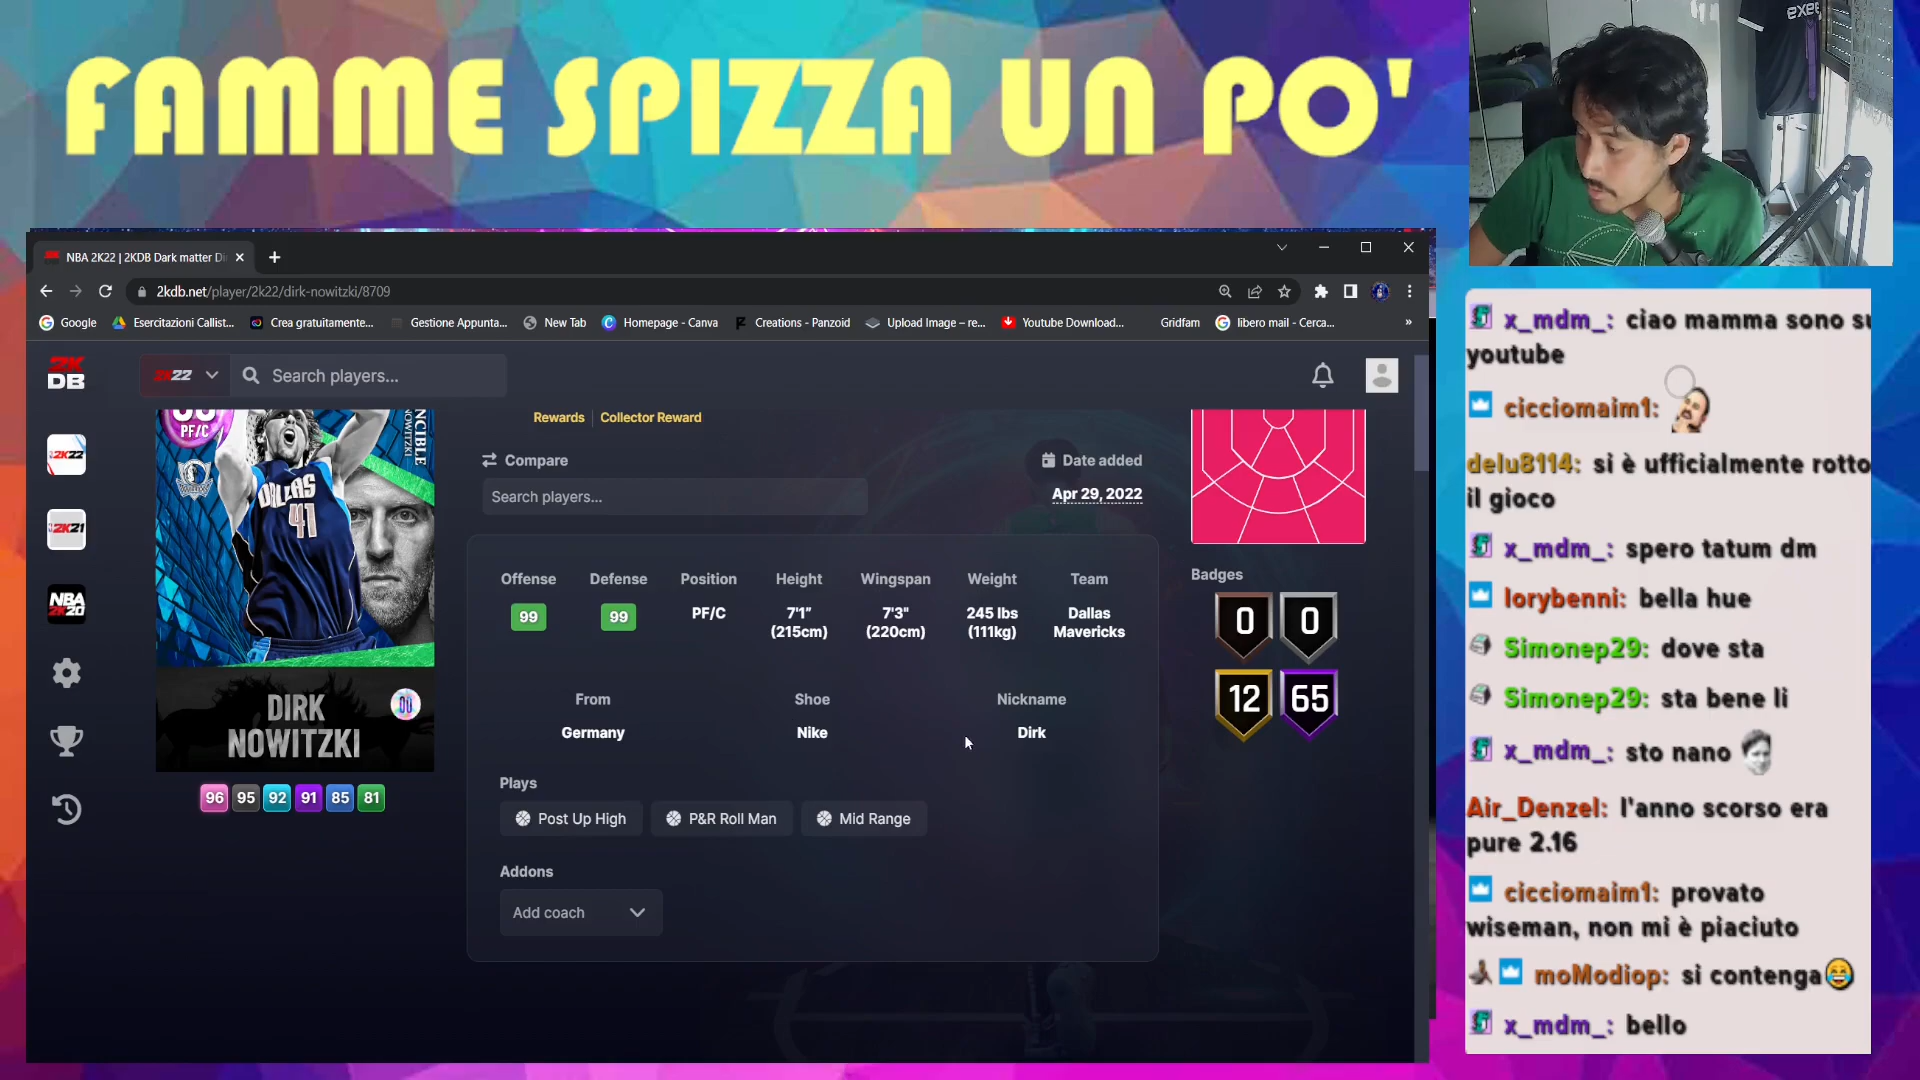 FAMME SPIZZA UN PO'
exee
NBA 2K22 | 2KDB Dark matter Di
2kdb.net/player/2k22/dirk-nowitzki/8709
Google
Esercitazioni Callist...
Crea gratuitamente...
Gestione Appunta...
New Tab
Homepage - Canva
Creations - Panzoid
Upload Image – re...
Youtube Download...
Gridfam
libero mail - Cerca...
»
2K
DB
2K22
Search players...
2K22
2K21
NBA
2K20
PF/C
NCIBLE
NOWITZKI
DALLAS
41
DIRK
NOWITZKI
96 95 92 91 85 81
Rewards
Collector Reward
Compare
Search players...
Date added
Apr 29, 2022
Offense Defense Position Height Wingspan Weight Team
99 99 PF/C 7'1" 7'3" 245 lbs Dallas
(215cm) (220cm) (111kg) Mavericks
From Shoe Nickname
Germany Nike Dirk
Plays
Post Up High
P&R Roll Man
Mid Range
Addons
Add coach
Badges
0 0
12 65
x_mdm_: ciao mamma sono su
youtube
cicciomaim1:
delu8114: si è ufficialmente rotto
il gioco
x_mdm_: spero tatum dm
lorybenni: bella hue
Simonep29: dove sta
Simonep29: sta bene li
x_mdm_: sto nano
Air_Denzel: l'anno scorso era
pure 2.16
cicciomaim1: provato
wiseman, non mi è piaciuto
moModiop: si contenga😂
x_mdm_: bello